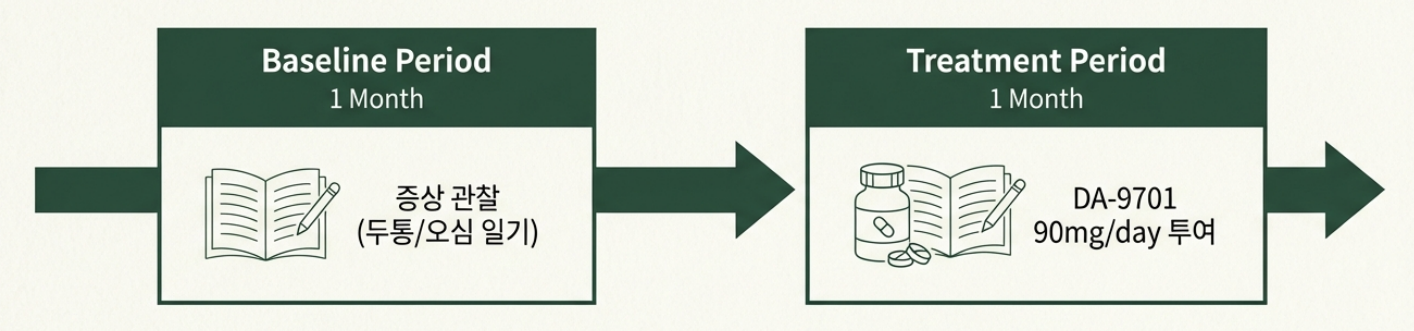 Baseline Period
1 Month
증상 관찰
(두통/오심 일기)
Treatment Period
1 Month
DA-9701
90mg/day 투여